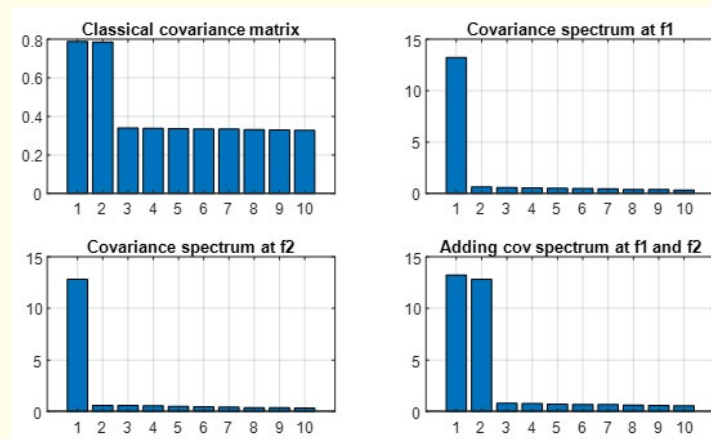 Classical covariance matrix
0.8
0.6
0.4
0.2
0
1 2 3 4 5 6 7 8 9 10
Covariance spectrum at f1
15
10
5
0
1 2 3 4 5 6 7 8 9 10
Covariance spectrum at f2
15
10
5
0
1 2 3 4 5 6 7 8 9 10
Adding cov spectrum at f1 and f2
15
10
5
0
1 2 3 4 5 6 7 8 9 10